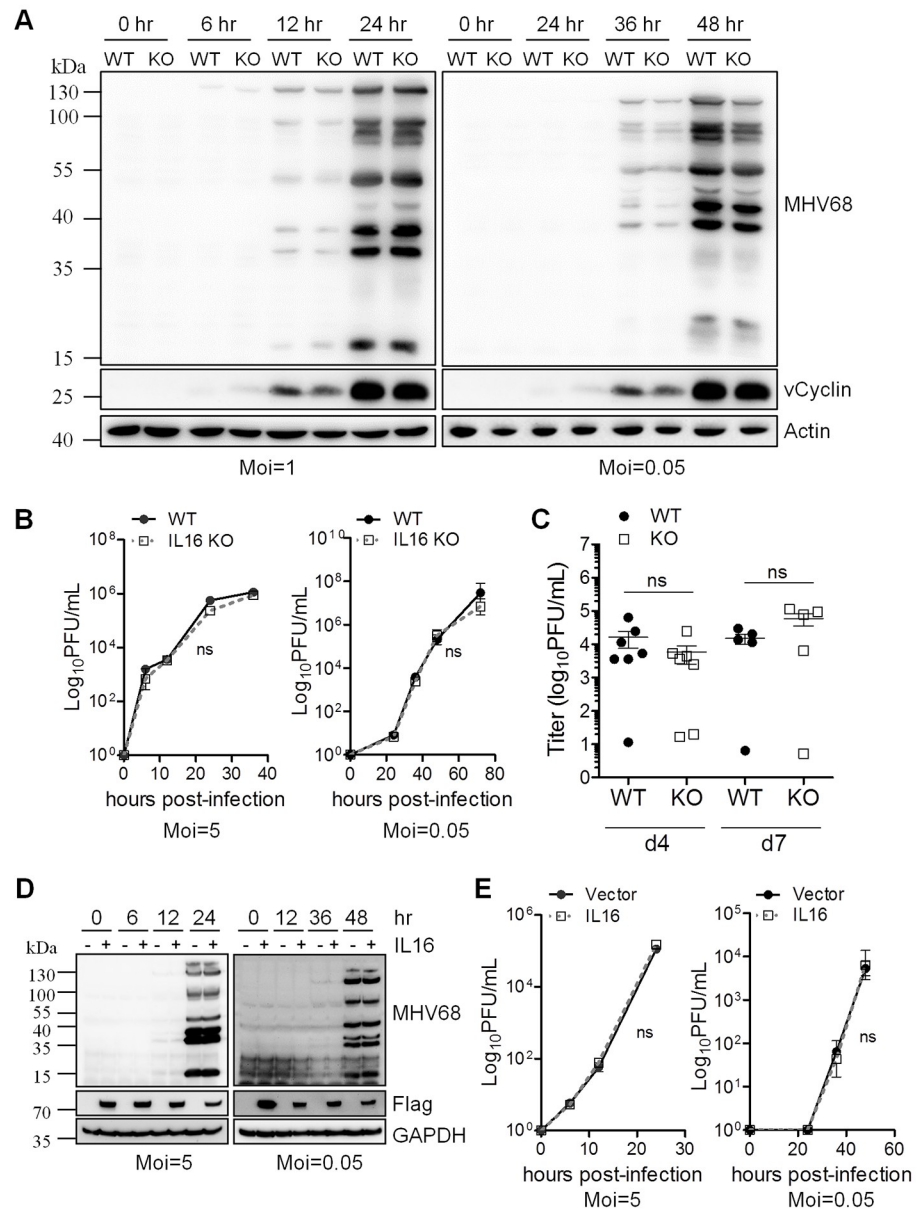 A
0 hr 6 hr 12 hr 24 hr 0 hr 24 hr 36 hr 48 hr
WT KO WT KO WT KO WT KO WT KO WT KO WT KO WT KO
kDa
130
100
55
40
35
15
MHV68
25
vCyclin
40
Actin
Moi=1 Moi=0.05
B
WT
IL16 KO
Log10PFU/mL
10^8
10^6
10^4
10^2
10^0
ns
0 10 20 30 40
hours post-infection
Moi=5
WT
IL16 KO
Log10PFU/mL
10^10
10^8
10^6
10^4
10^2
10^0
ns
0 20 40 60 80
hours post-infection
Moi=0.05
C
WT
KO
Titer (log10PFU/mL)
7
6
5
4
3
2
1
0
ns ns
WT KO WT KO
d4 d7
D
0 6 12 24 0 12 36 48 hr
- + - + - + - + - + - + - + - + IL16
kDa
130
100
55
40
35
15
MHV68
70
Flag
35
GAPDH
Moi=5 Moi=0.05
E
Vector
IL16
Log10PFU/mL
10^6
10^4
10^2
10^0
ns
0 10 20 30
hours post-infection
Moi=5
Vector
IL16
Log10PFU/mL
10^5
10^4
10^3
10^2
10^1
10^0
ns
0 20 40 60
hours post-infection
Moi=0.05